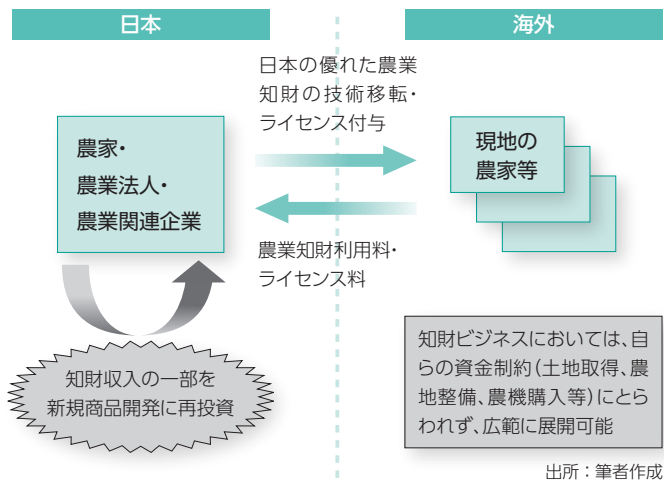 日本
海外
日本の優れた農業
知財の技術移転・
ライセンス付与
農家・
農業法人・
農業関連企業
現地の
農家等
農業知財利用料・
ライセンス料
知財収入の一部を
新規商品開発に再投資
知財ビジネスにおいては、自
らの資金制約(土地取得、農
地整備、農機購入等)にとら
われず、広範に展開可能
出所：筆者作成